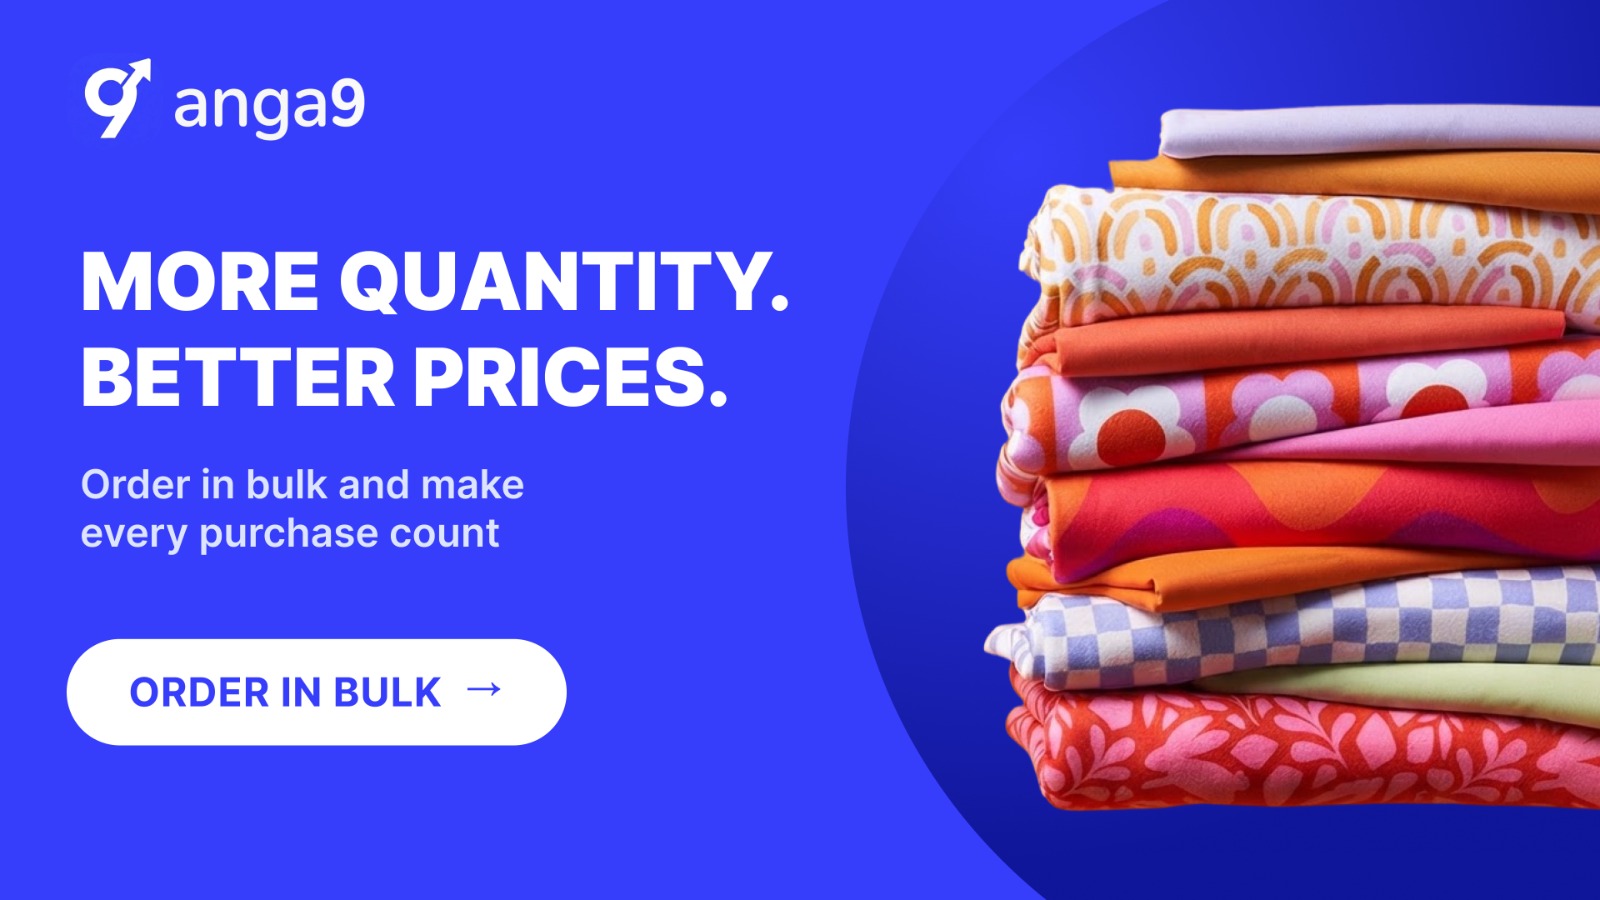 anga9
MORE QUANTITY.
BETTER PRICES.
Order in bulk and make
every purchase count
ORDER IN BULK →